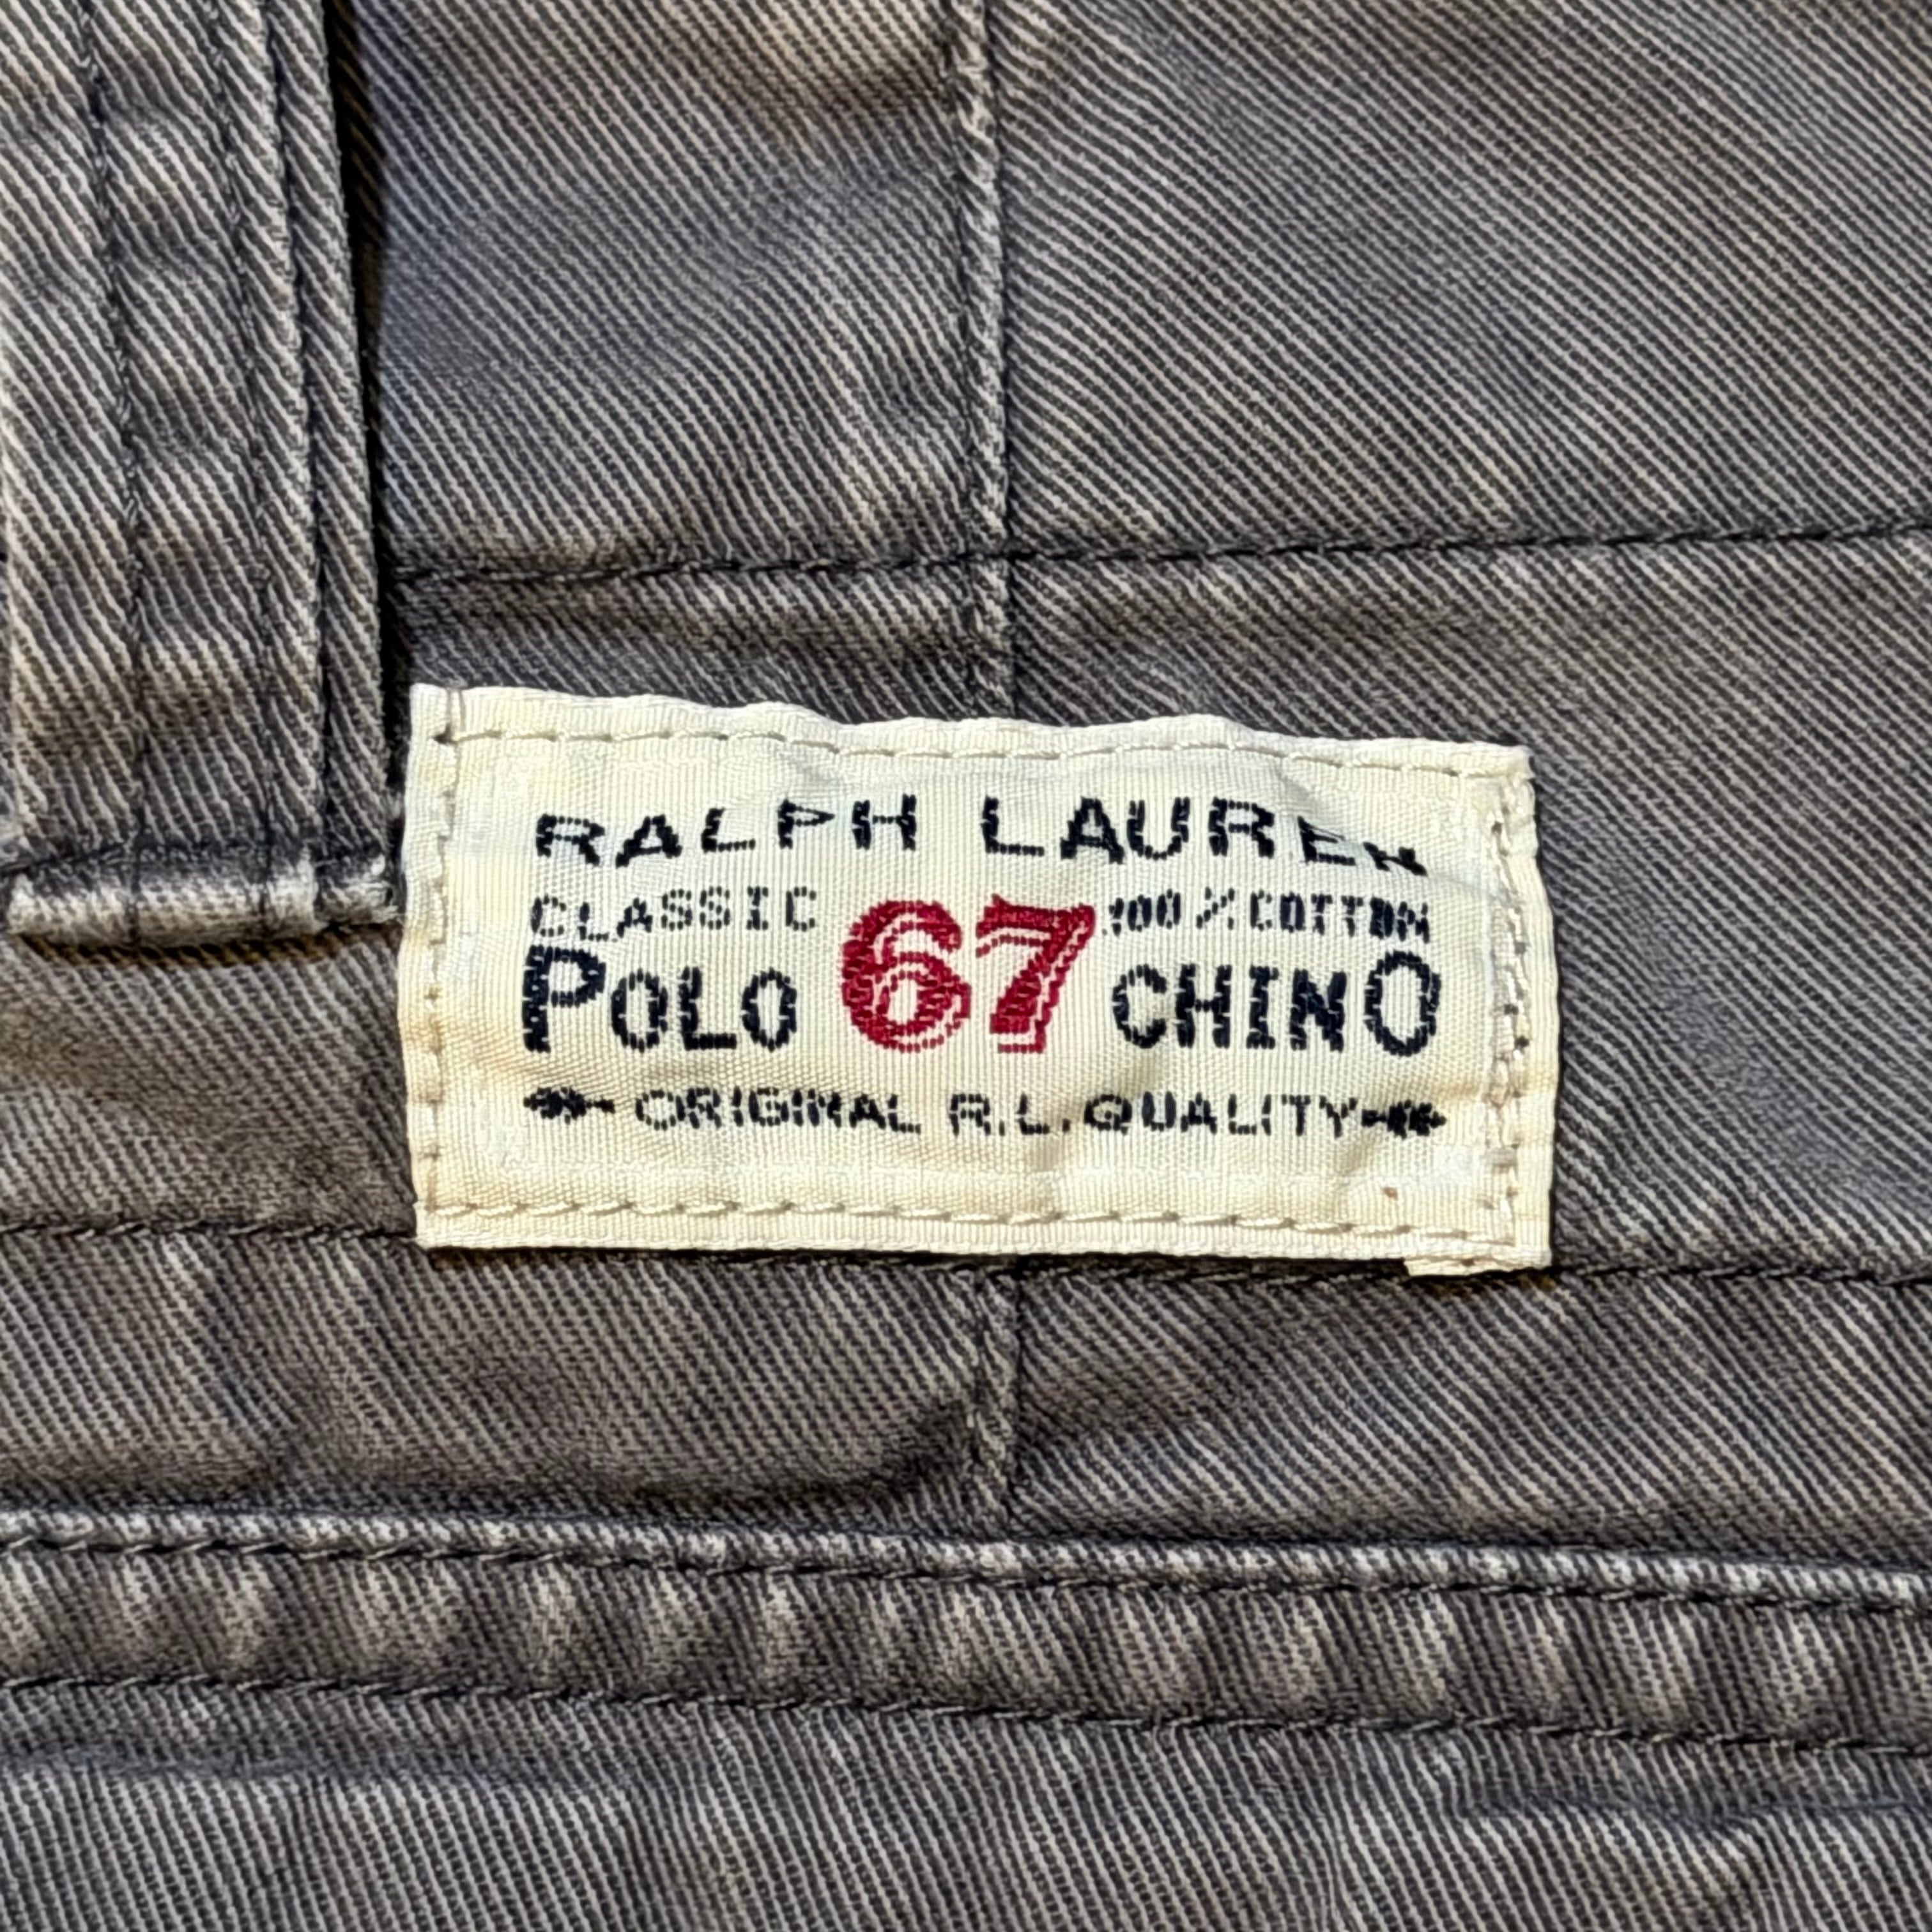 RALPH LAUREN
CLASSIC 67 100% COTTON
POLO CHINO
ORIGINAL R.L. QUALITY